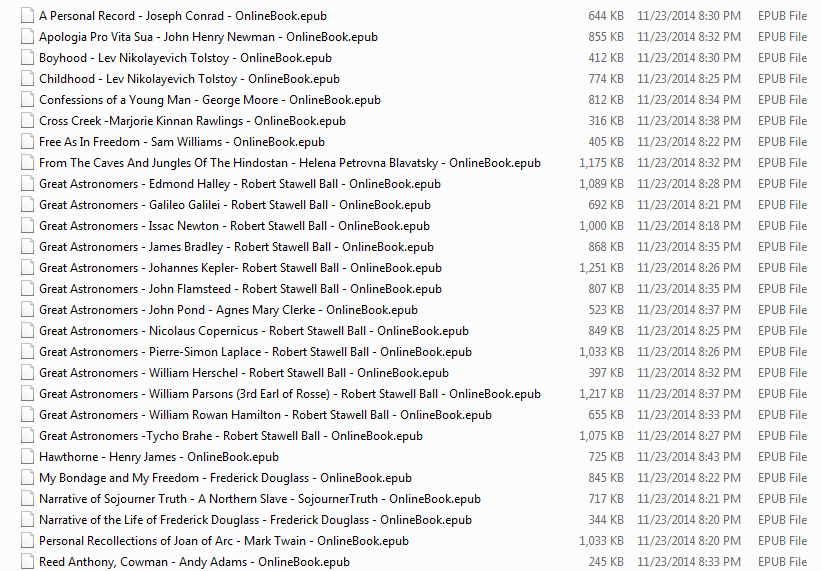 A Personal Record - Joseph Conrad - OnlineBook.epub 644 KB 11/23/2014 8:30 PM EPUB File
Apologia Pro Vita Sua - John Henry Newman - OnlineBook.epub 855 KB 11/23/2014 8:32 PM EPUB File
Boyhood - Lev Nikolayevich Tolstoy - OnlineBook.epub 412 KB 11/23/2014 8:30 PM EPUB File
Childhood - Lev Nikolayevich Tolstoy - OnlineBook.epub 774 KB 11/23/2014 8:25 PM EPUB File
Confessions of a Young Man - George Moore - OnlineBook.epub 812 KB 11/23/2014 8:34 PM EPUB File
Cross Creek -Marjorie Kinnan Rawlings - OnlineBook.epub 316 KB 11/23/2014 8:38 PM EPUB File
Free As In Freedom - Sam Williams - OnlineBook.epub 405 KB 11/23/2014 8:22 PM EPUB File
From The Caves And Jungles Of The Hindostan - Helena Petrovna Blavatsky - OnlineBook.epub 1,175 KB 11/23/2014 8:32 PM EPUB File
Great Astronomers - Edmond Halley - Robert Stawell Ball - OnlineBook.epub 1,089 KB 11/23/2014 8:28 PM EPUB File
Great Astronomers - Galileo Galilei - Robert Stawell Ball - OnlineBook.epub 692 KB 11/23/2014 8:21 PM EPUB File
Great Astronomers - Issac Newton - Robert Stawell Ball - OnlineBook.epub 1,000 KB 11/23/2014 8:18 PM EPUB File
Great Astronomers - James Bradley - Robert Stawell Ball - OnlineBook.epub 868 KB 11/23/2014 8:35 PM EPUB File
Great Astronomers - Johannes Kepler- Robert Stawell Ball - OnlineBook.epub 1,251 KB 11/23/2014 8:26 PM EPUB File
Great Astronomers - John Flamsteed - Robert Stawell Ball - OnlineBook.epub 807 KB 11/23/2014 8:35 PM EPUB File
Great Astronomers - John Pond - Agnes Mary Clerke - OnlineBook.epub 523 KB 11/23/2014 8:37 PM EPUB File
Great Astronomers - Nicolaus Copernicus - Robert Stawell Ball - OnlineBook.epub 849 KB 11/23/2014 8:25 PM EPUB File
Great Astronomers - Pierre-Simon Laplace - Robert Stawell Ball - OnlineBook.epub 1,033 KB 11/23/2014 8:26 PM EPUB File
Great Astronomers - William Herschel - Robert Stawell Ball - OnlineBook.epub 397 KB 11/23/2014 8:32 PM EPUB File
Great Astronomers - William Parsons (3rd Earl of Rosse) - Robert Stawell Ball - OnlineBook.epub 1,217 KB 11/23/2014 8:37 PM EPUB File
Great Astronomers - William Rowan Hamilton - Robert Stawell Ball - OnlineBook.epub 655 KB 11/23/2014 8:33 PM EPUB File
Great Astronomers -Tycho Brahe - Robert Stawell Ball - OnlineBook.epub 1,075 KB 11/23/2014 8:27 PM EPUB File
Hawthorne - Henry James - OnlineBook.epub 725 KB 11/23/2014 8:43 PM EPUB File
My Bondage and My Freedom - Frederick Douglass - OnlineBook.epub 845 KB 11/23/2014 8:22 PM EPUB File
Narrative of Sojourner Truth - A Northern Slave - SojournerTruth - OnlineBook.epub 717 KB 11/23/2014 8:21 PM EPUB File
Narrative of the Life of Frederick Douglass - Frederick Douglass - OnlineBook.epub 344 KB 11/23/2014 8:20 PM EPUB File
Personal Recollections of Joan of Arc - Mark Twain - OnlineBook.epub 1,033 KB 11/23/2014 8:20 PM EPUB File
Reed Anthony, Cowman - Andy Adams - OnlineBook.epub 245 KB 11/23/2014 8:33 PM EPUB File